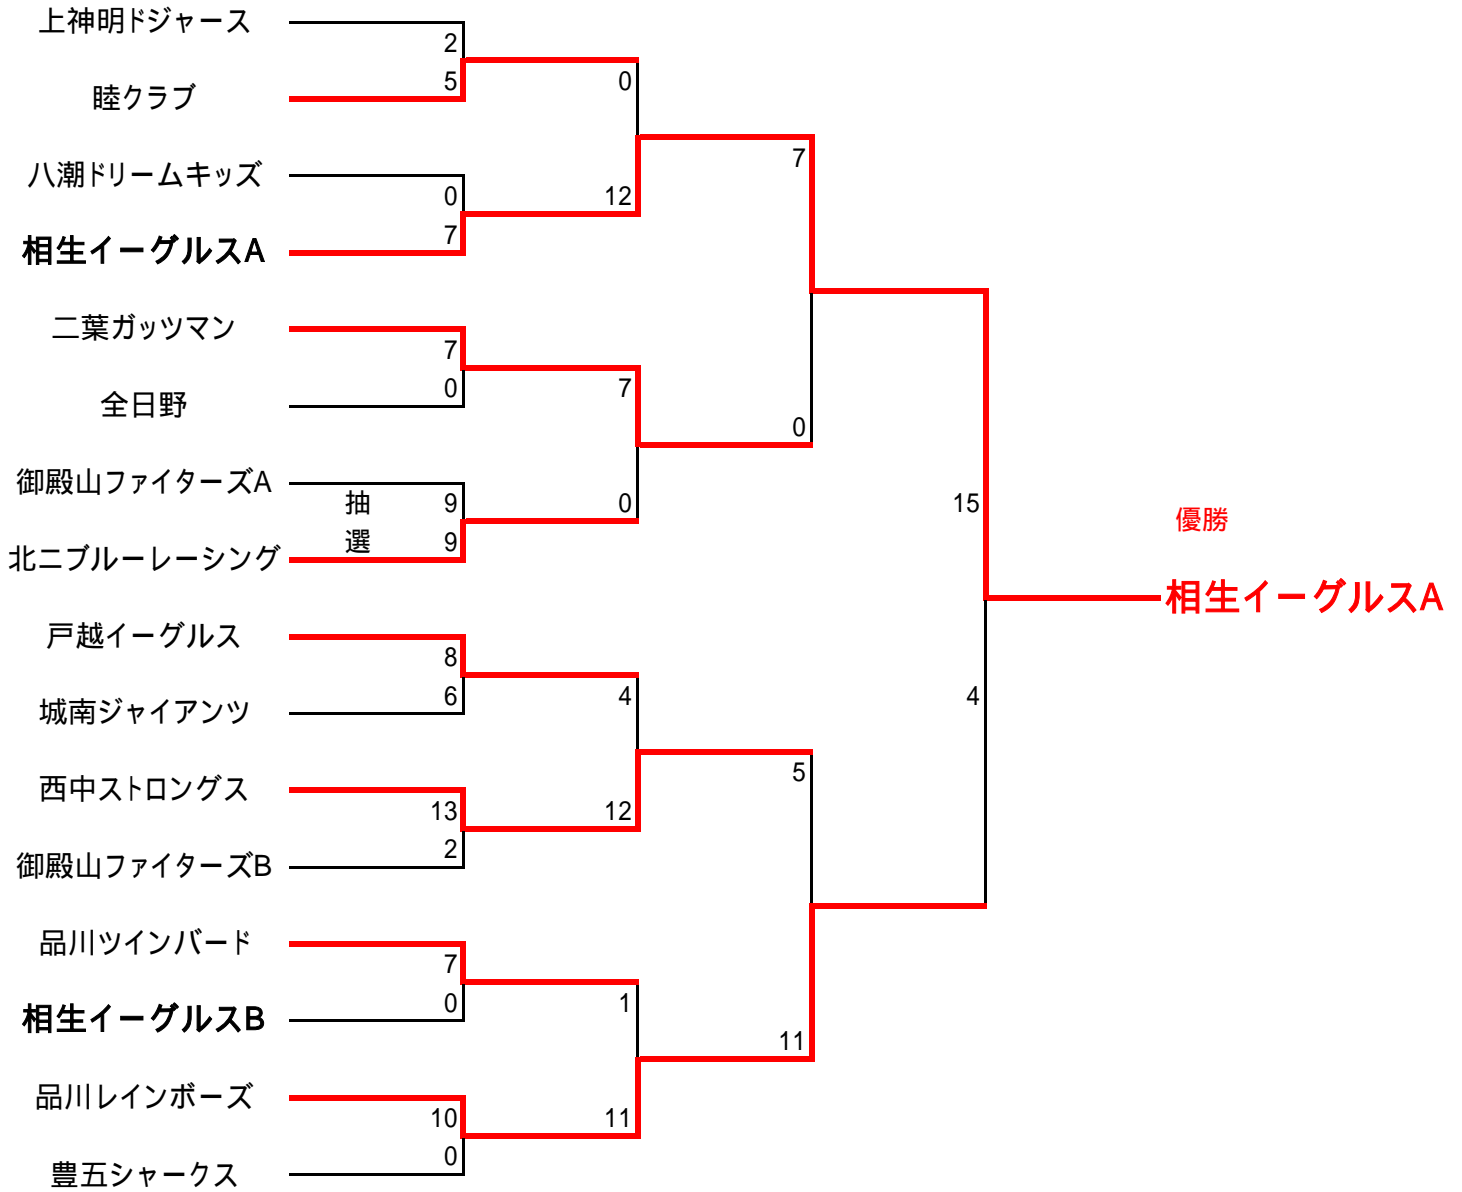 上神明ドジャース
2
5
睦クラブ
0
八潮ドリームキッズ
0
12
7
相生イーグルスA
7
二葉ガッツマン
7
0
全日野
7
0
御殿山ファイターズA
抽
9
0
選
9
北ニブルーレーシング
15
優勝
相生イーグルスA
戸越イーグルス
8
6
4
4
城南ジャイアンツ
西中ストロングス
13
12
5
2
御殿山ファイターズB
品川ツインバード
7
0
1
相生イーグルスB
11
品川レインボーズ
10
11
0
豊五シャークス